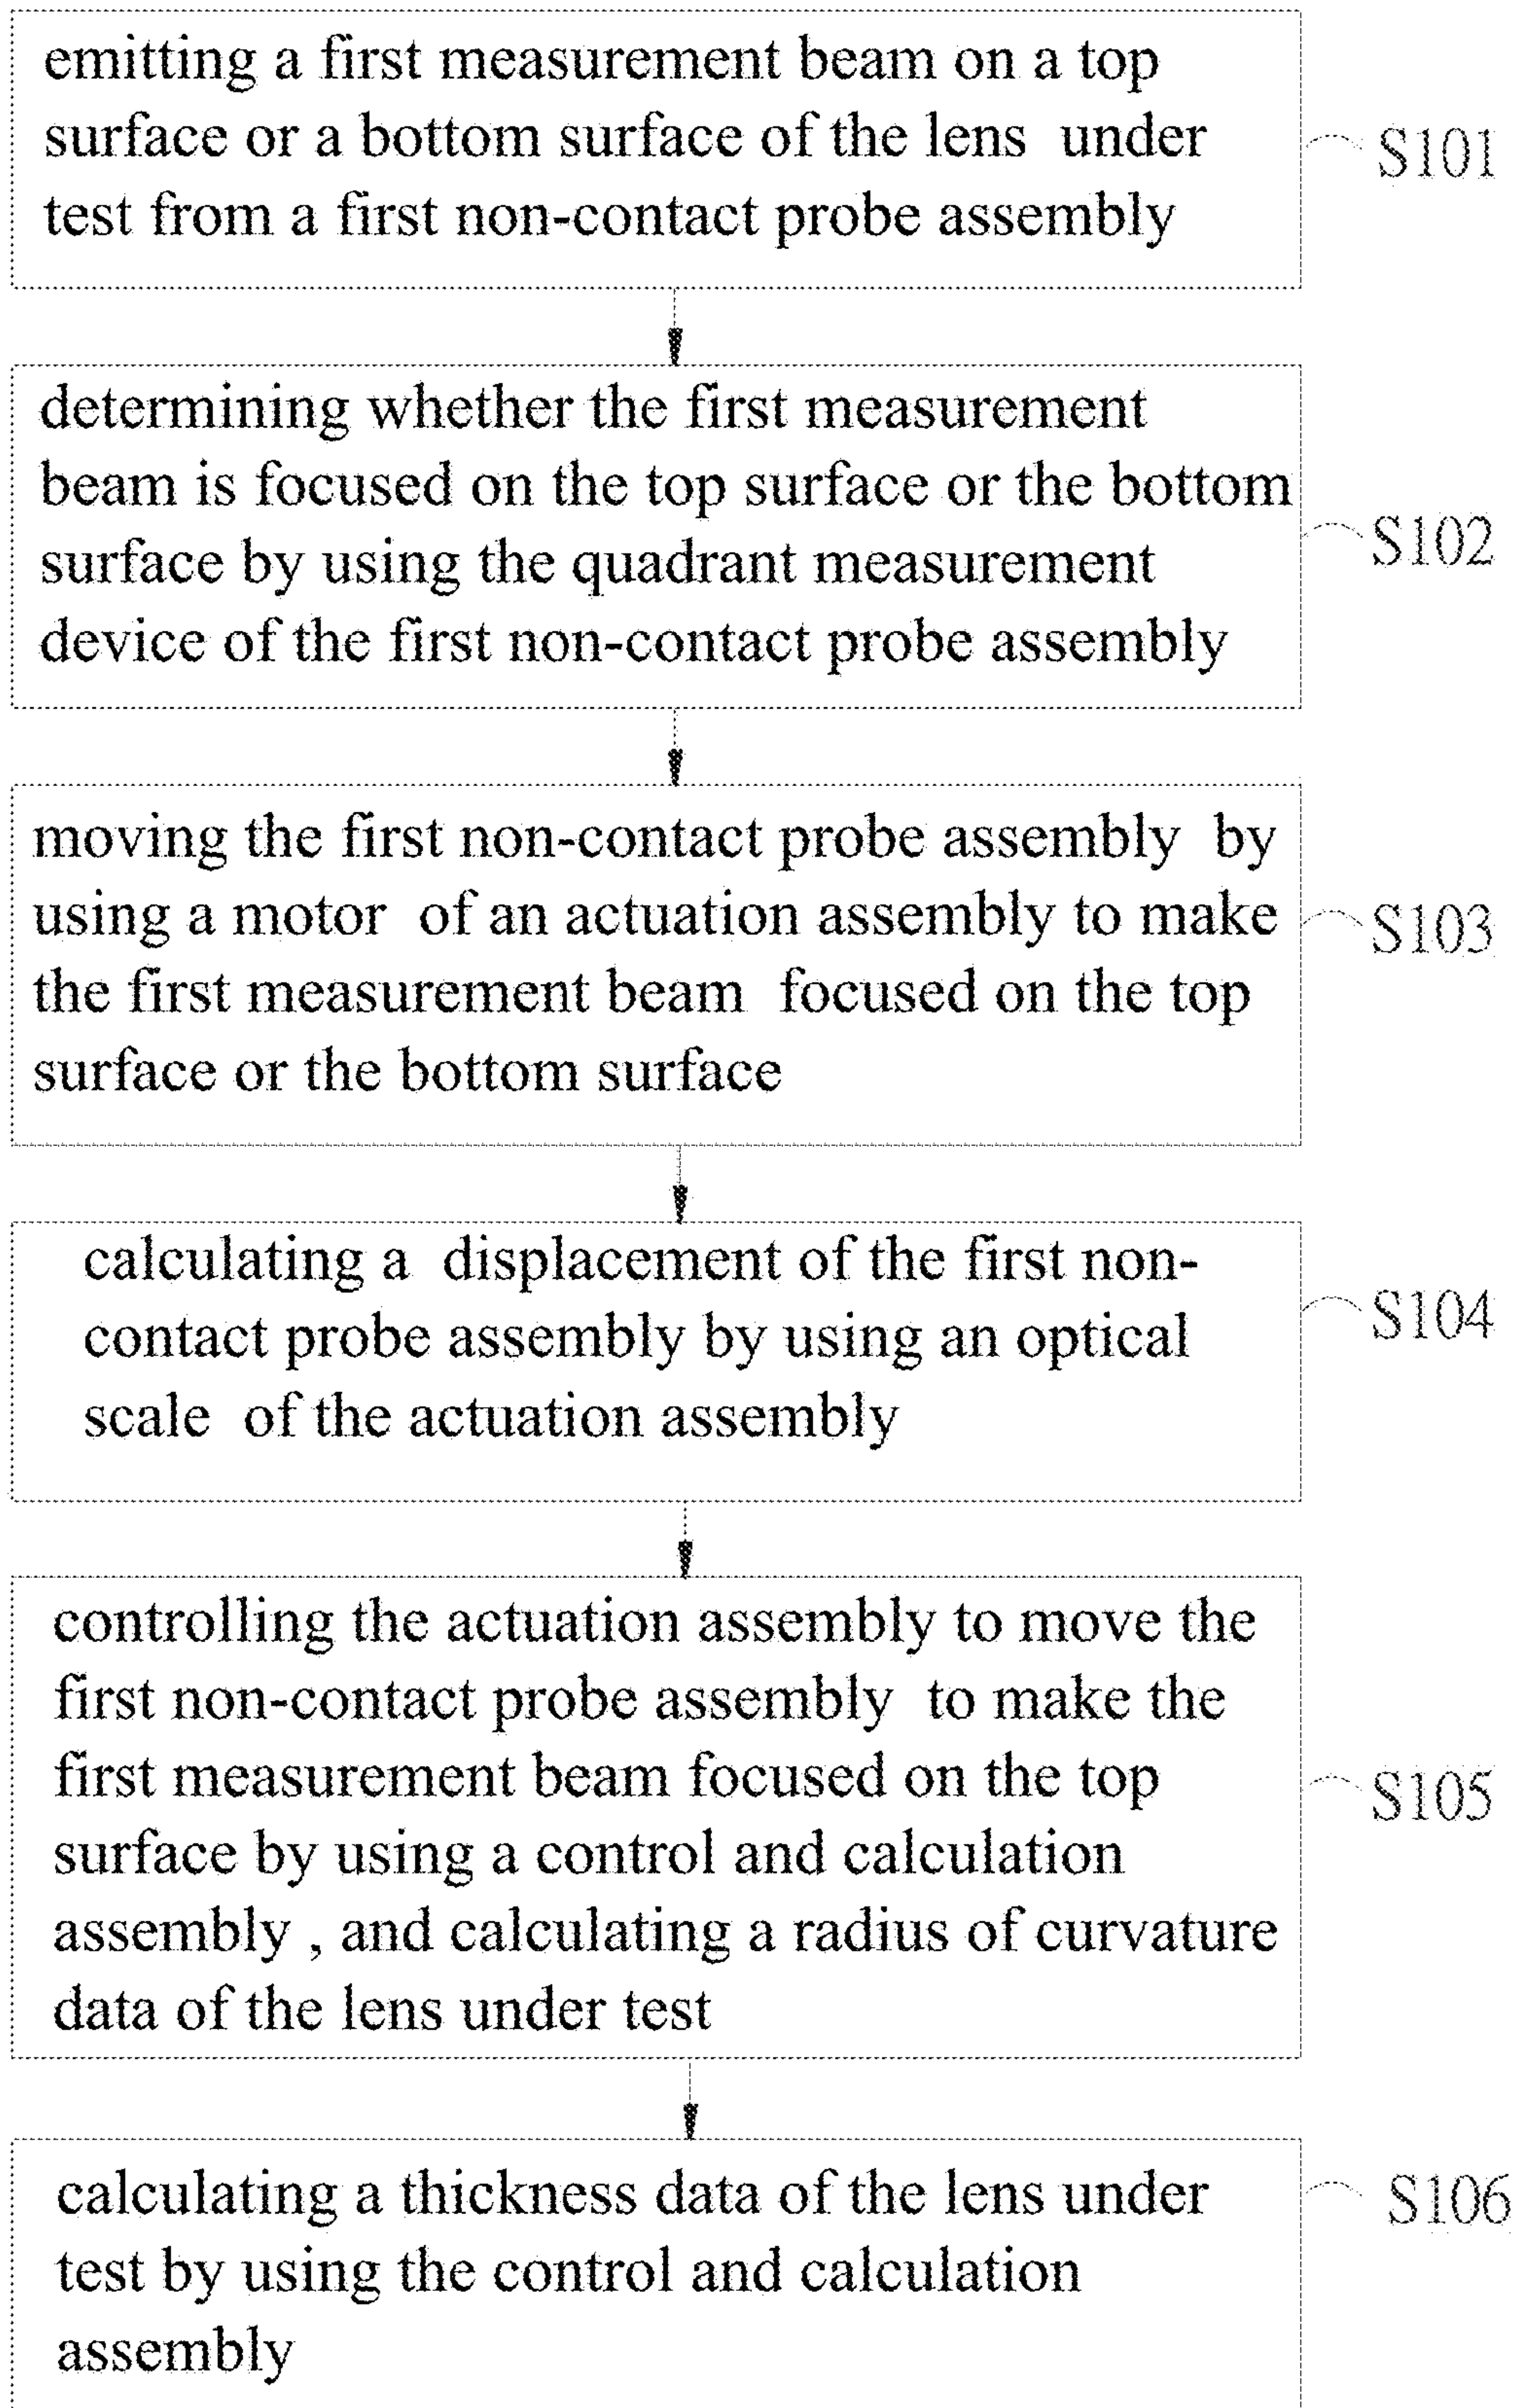 emitting a first measurement beam on a top
surface or a bottom surface of the lens under
test from a first non-contact probe assembly
S101
determining whether the first measurement
beam is focused on the top surface or the bottom
surface by using the quadrant measurement
device of the first non-contact probe assembly
S102
moving the first non-contact probe assembly by
using a motor of an actuation assembly to make
the first measurement beam focused on the top
surface or the bottom surface
S103
calculating a displacement of the first non-
contact probe assembly by using an optical
scale of the actuation assembly
S104
controlling the actuation assembly to move the
first non-contact probe assembly to make the
first measurement beam focused on the top
surface by using a control and calculation
assembly , and calculating a radius of curvature
data of the lens under test
S105
calculating a thickness data of the lens under
test by using the control and calculation
assembly
S106